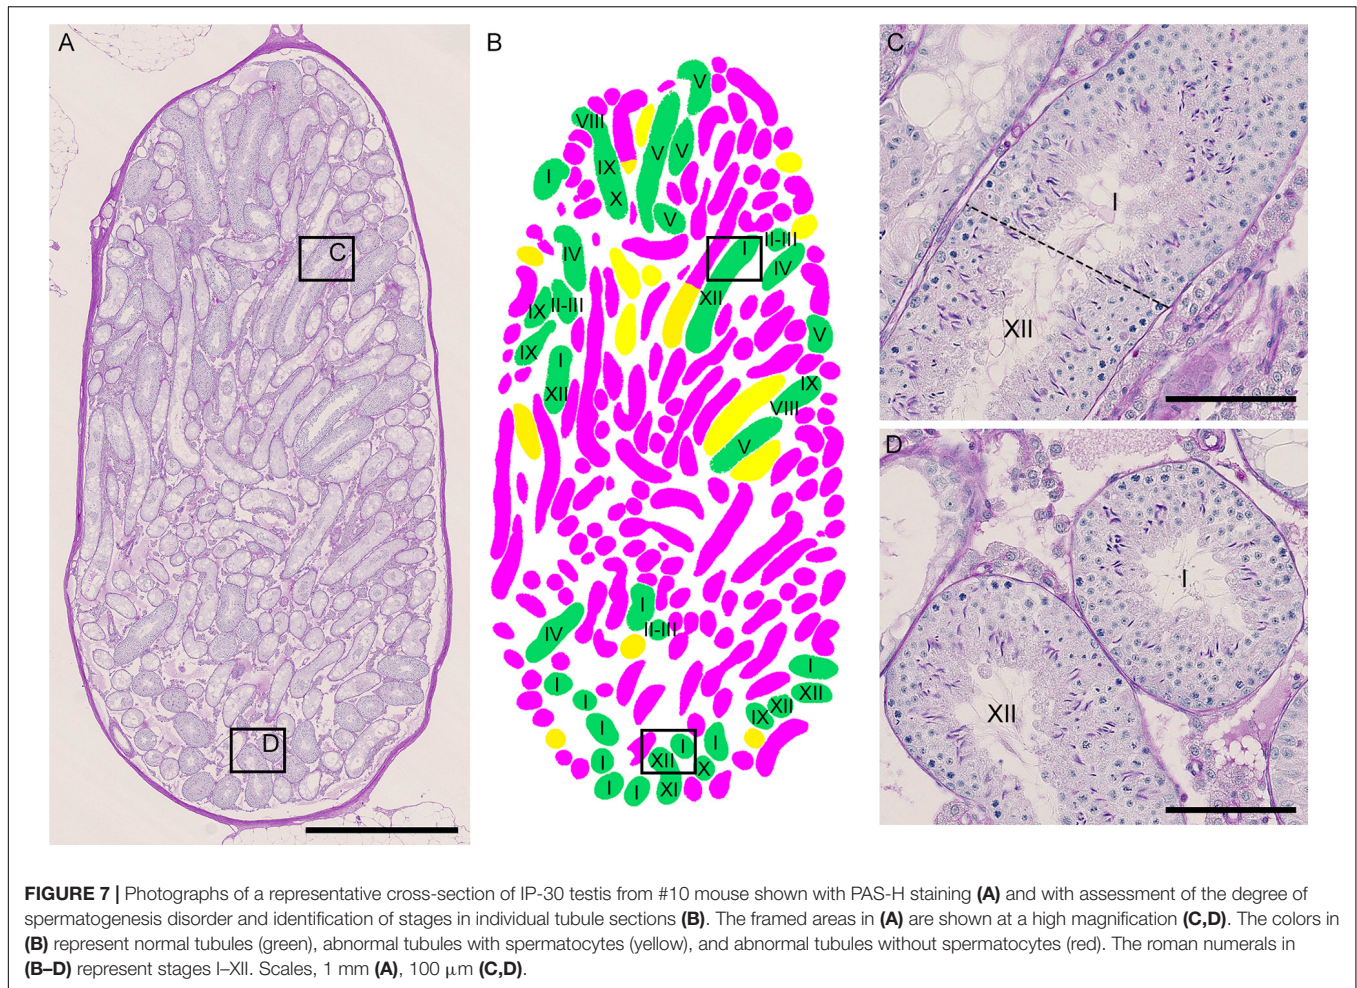 A
C
D
B
V
VIII
V
V
IX
I
X
V
IV
I
II-III
IV
XII
IX
II-III
V
IX
I
XII
IX
VIII
V
I
II-III
IV
I
I
XII
I
XII
IX
I
I
I
XII
X
I
I
XI
C
I
XII
D
I
XII
FIGURE 7 | Photographs of a representative cross-section of IP-30 testis from #10 mouse shown with PAS-H staining (A) and with assessment of the degree of
spermatogenesis disorder and identification of stages in individual tubule sections (B). The framed areas in (A) are shown at a high magnification (C,D). The colors in
(B) represent normal tubules (green), abnormal tubules with spermatocytes (yellow), and abnormal tubules without spermatocytes (red). The roman numerals in
(B–D) represent stages I–XII. Scales, 1 mm (A), 100 μm (C,D).